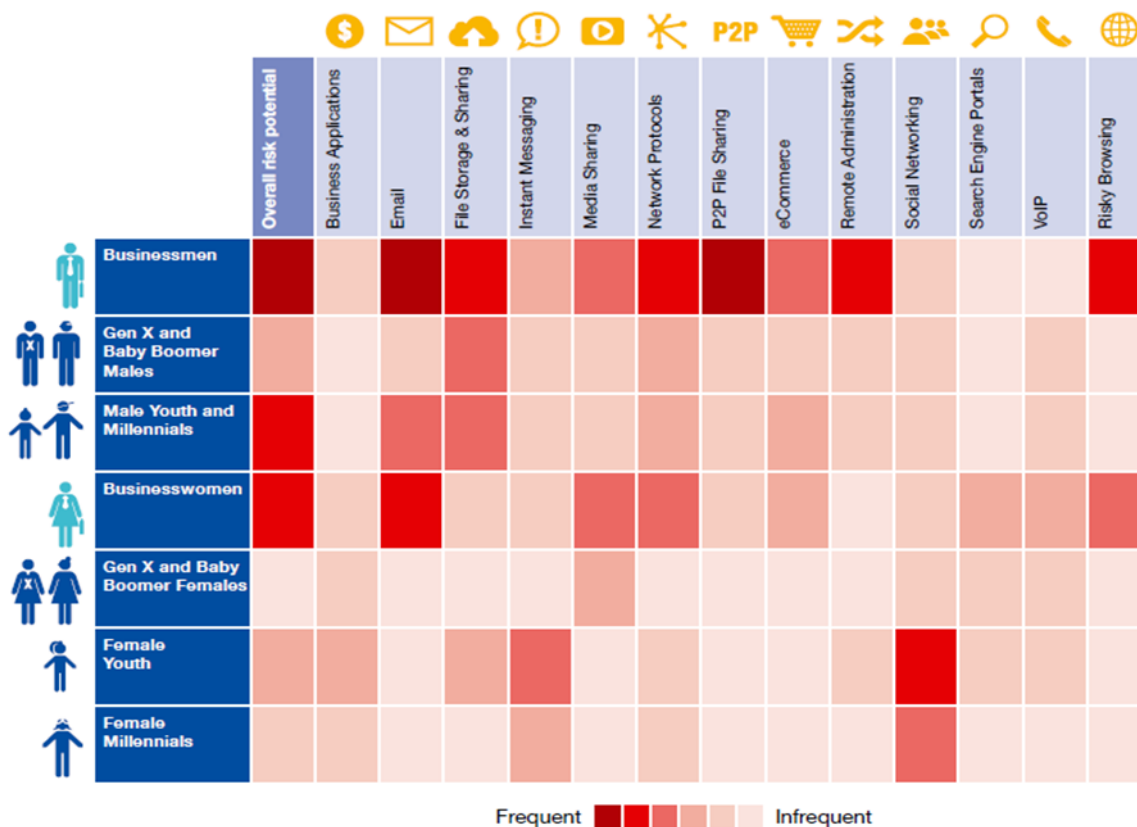 P2P
Overall risk potential
Business Applications
Email
File Storage & Sharing
Instant Messaging
Media Sharing
Network Protocols
P2P File Sharing
eCommerce
Remote Administration
Social Networking
Search Engine Portals
VoIP
Risky Browsing
Businessmen
Gen X and
Baby Boomer
Males
Male Youth and
Millennials
Businesswomen
Gen X and Baby
Boomer Females
Female
Youth
Female
Millennials
Frequent Infrequent